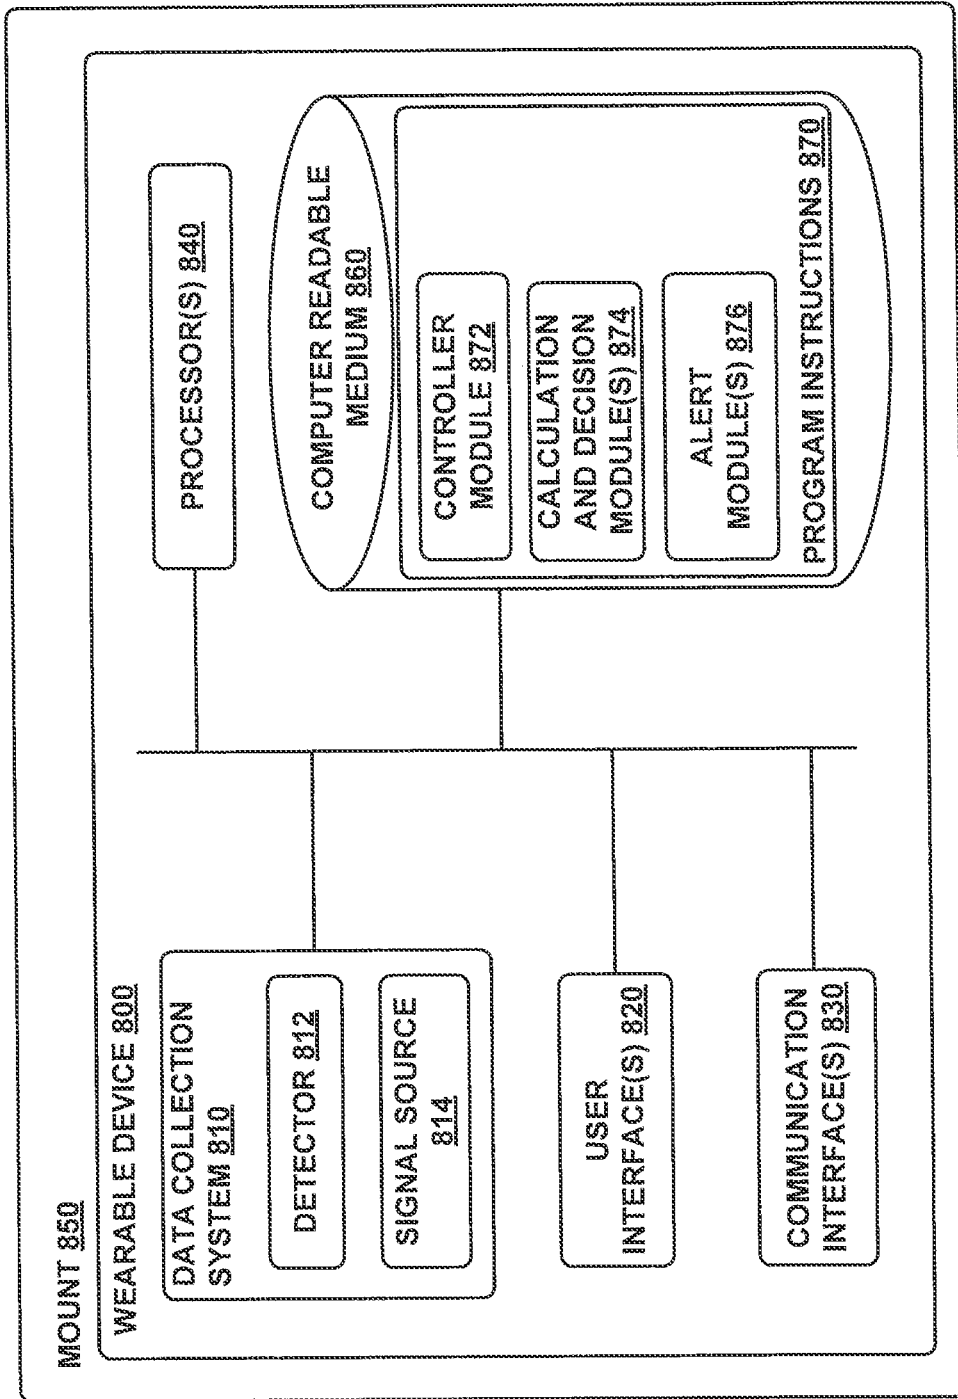 MOUNT 850
WEARABLE DEVICE 800
DATA COLLECTION
SYSTEM 810
DETECTOR 812
SIGNAL SOURCE
814
USER
INTERFACE(S) 820
COMMUNICATION
INTERFACE(S) 830
PROCESSOR(S) 840
COMPUTER READABLE
MEDIUM 860
CONTROLLER
MODULE 872
CALCULATION
AND DECISION
MODULE(S) 874
ALERT
MODULE(S) 876
PROGRAM INSTRUCTIONS 870